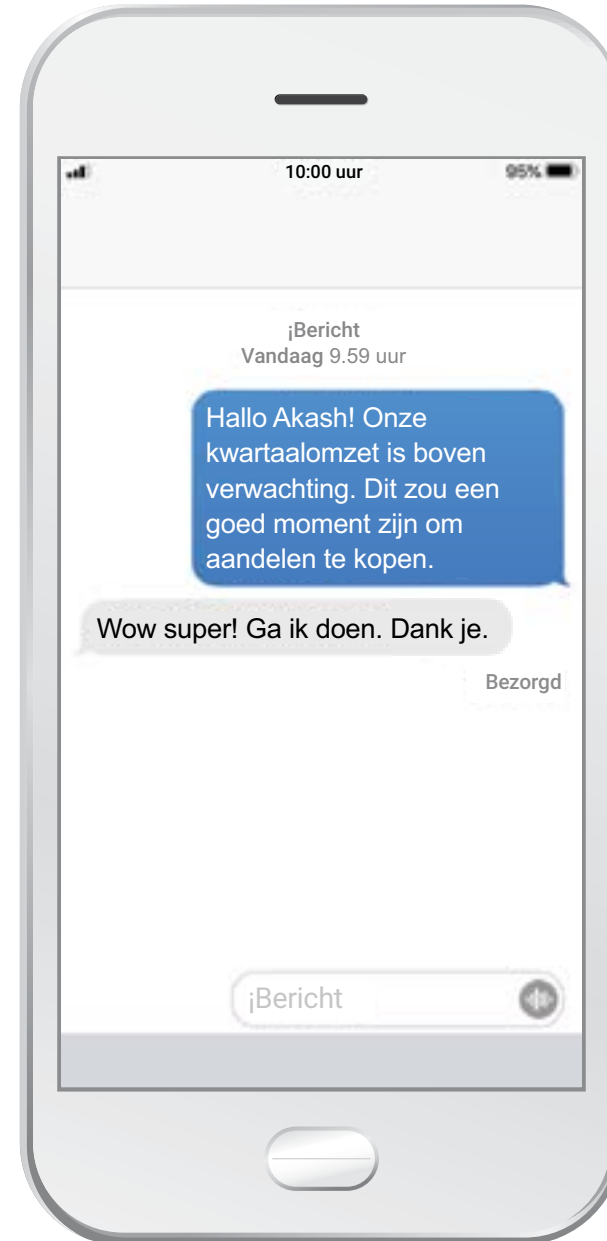 10:00 uur
95%
¡Bericht
Vandaag 9.59 uur
Hallo Akash! Onze
kwartaalomzet is boven
verwachting. Dit zou een
goed moment zijn om
aandelen te kopen.
Wow super! Ga ik doen. Dank je.
Bezorgd
¡Bericht